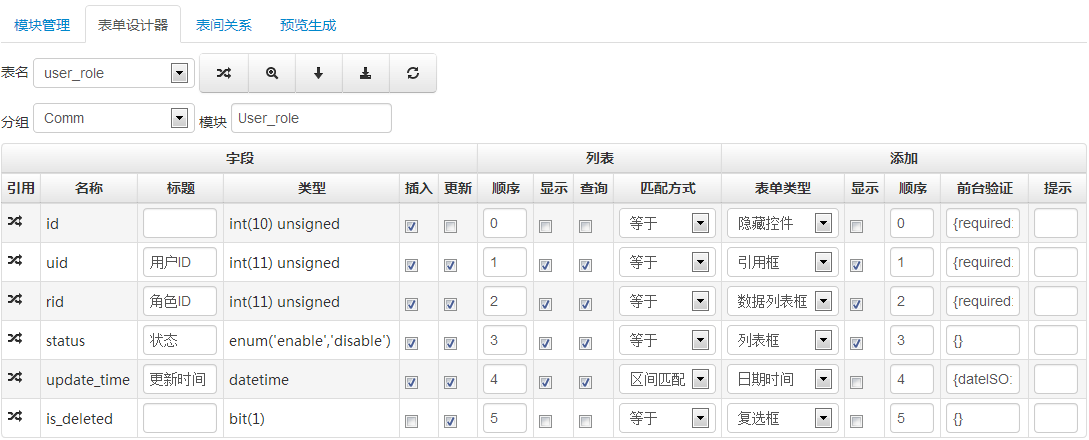 模块管理 表单设计器 表间关系 预览生成
表名 user_role
分组 Comm 模块 User_role
字段 列表 添加
引用 名称 标题 类型 插入 更新 顺序 显示 查询 匹配方式 表单类型 显示 顺序 前台验证 提示
id int(10) unsigned 0 等于 隐藏控件 0 {required:
uid 用户ID int(11) unsigned 1 等于 引用框 1 {required:
rid 角色ID int(11) unsigned 2 等于 数据列表框 2 {required:
status 状态 enum('enable','disable') 3 等于 列表框 3 {}
update_time 更新时间 datetime 4 区间匹配 日期时间 4 {dateISO:
is_deleted bit(1) 5 等于 复选框 5 {}